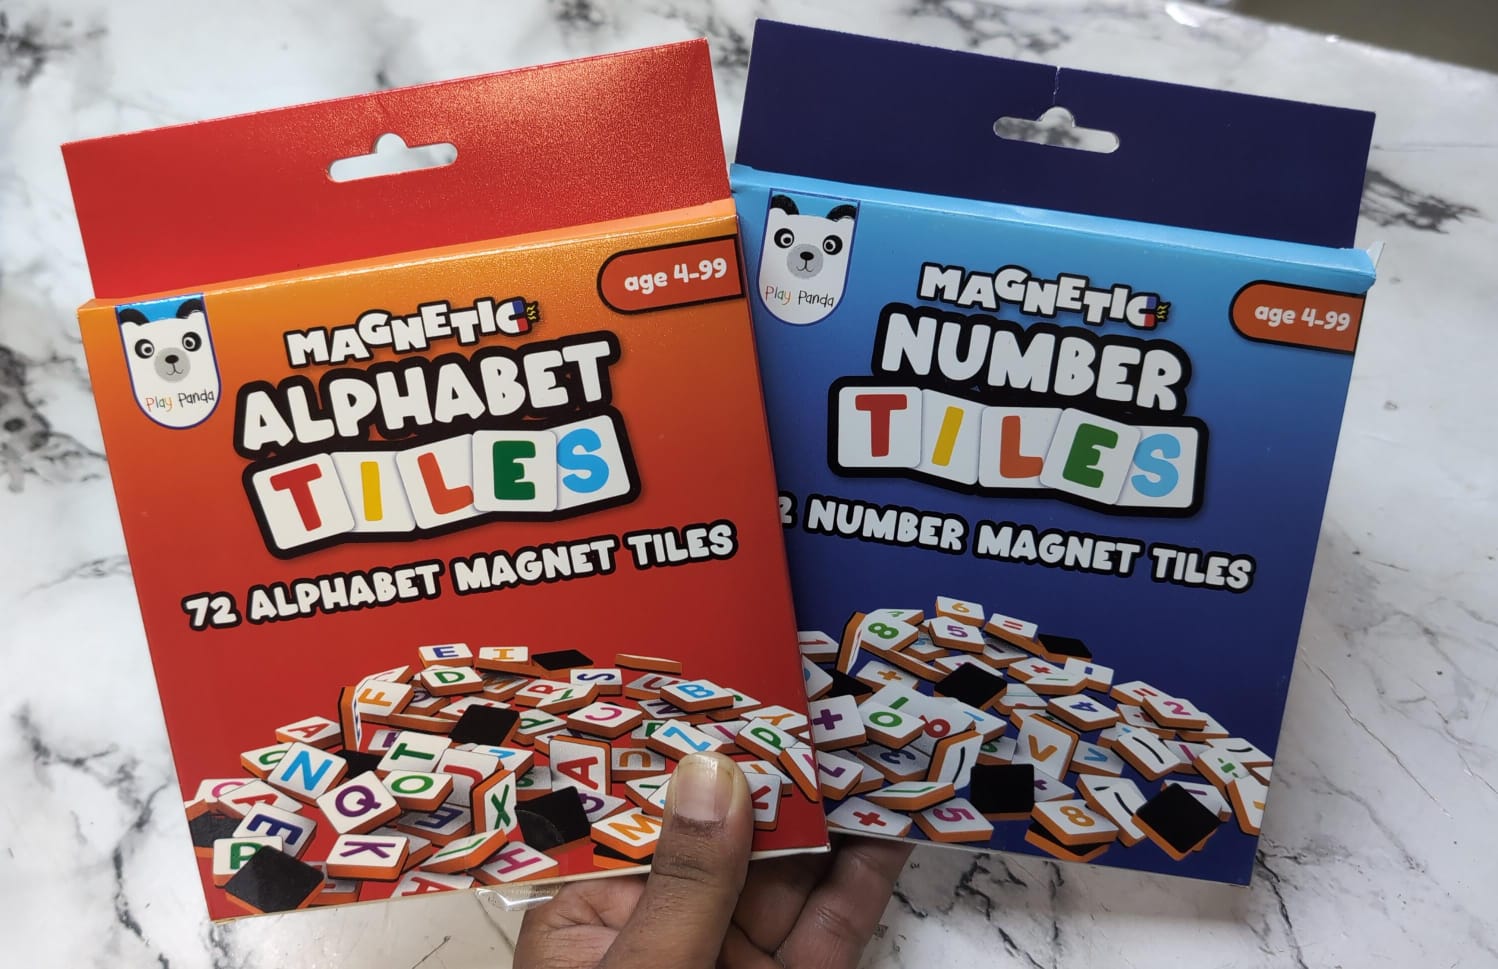 Play Panda
age 4-99
MAGNETIC
ALPHABET
TILES
72 ALPHABET MAGNET TILES
Play Panda
age 4-99
MAGNETIC
NUMBER
TILES
2 NUMBER MAGNET TILES